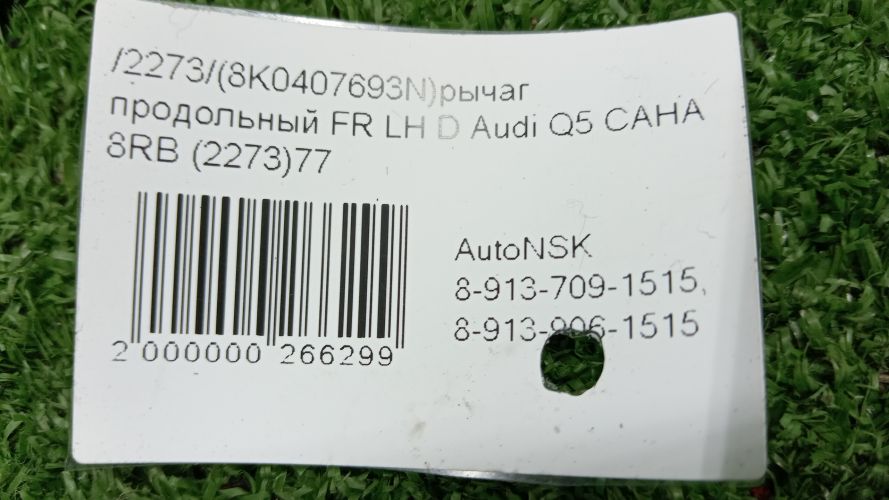 /2273/(8K0407693N)рычаг
продольный FR LH D Audi Q5 CAHA
8RB (2273)77
AutoNSK
8-913-709-1515,
8-913-906-1515
2 000000 266299